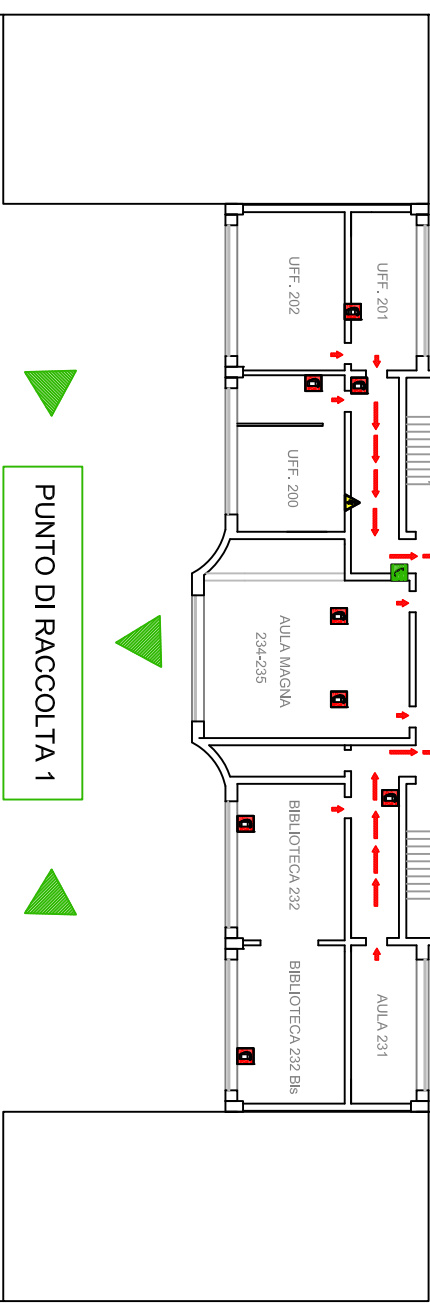 UFF. 201
UFF. 202
UFF. 200
AULA MAGNA
234-235
BIBLIOTECA 232
BIBLIOTECA 232 Bis
AULA 231
PUNTO DI RACCOLTA 1